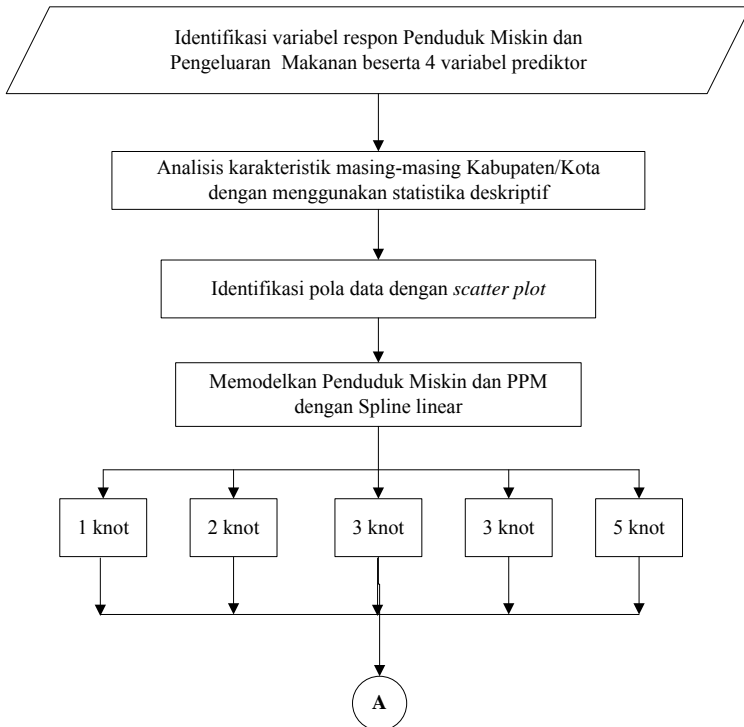 Identifikasi variabel respon Penduduk Miskin dan
Pengeluaran Makanan beserta 4 variabel prediktor
Analisis karakteristik masing-masing Kabupaten/Kota
dengan menggunakan statistika deskriptif
Identifikasi pola data dengan scatter plot
Memodelkan Penduduk Miskin dan PPM
dengan Spline linear
1 knot
2 knot
3 knot
3 knot
5 knot
A